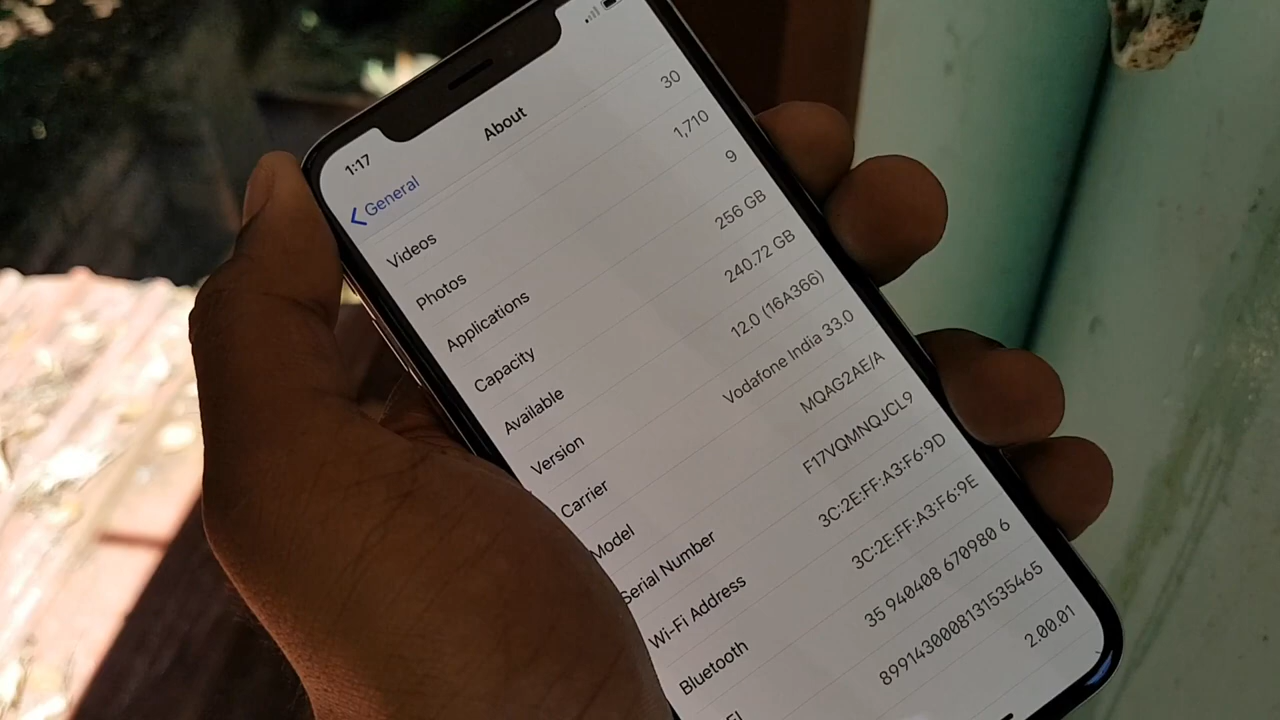 1:17
General About
Videos 30
Photos 1,710
Applications 9
Capacity 256 GB
Available 240.72 GB
Version 12.0 (16A366)
Carrier Vodafone India 33.0
Model MQAG2AE/A
Serial Number F17VQMNQJCL9
Wi-Fi Address 3C:2E:FF:A3:F6:9D
Bluetooth 3C:2E:FF:A3:F6:9E
35 940408 670980 6
8991430008131535465
2.00.01